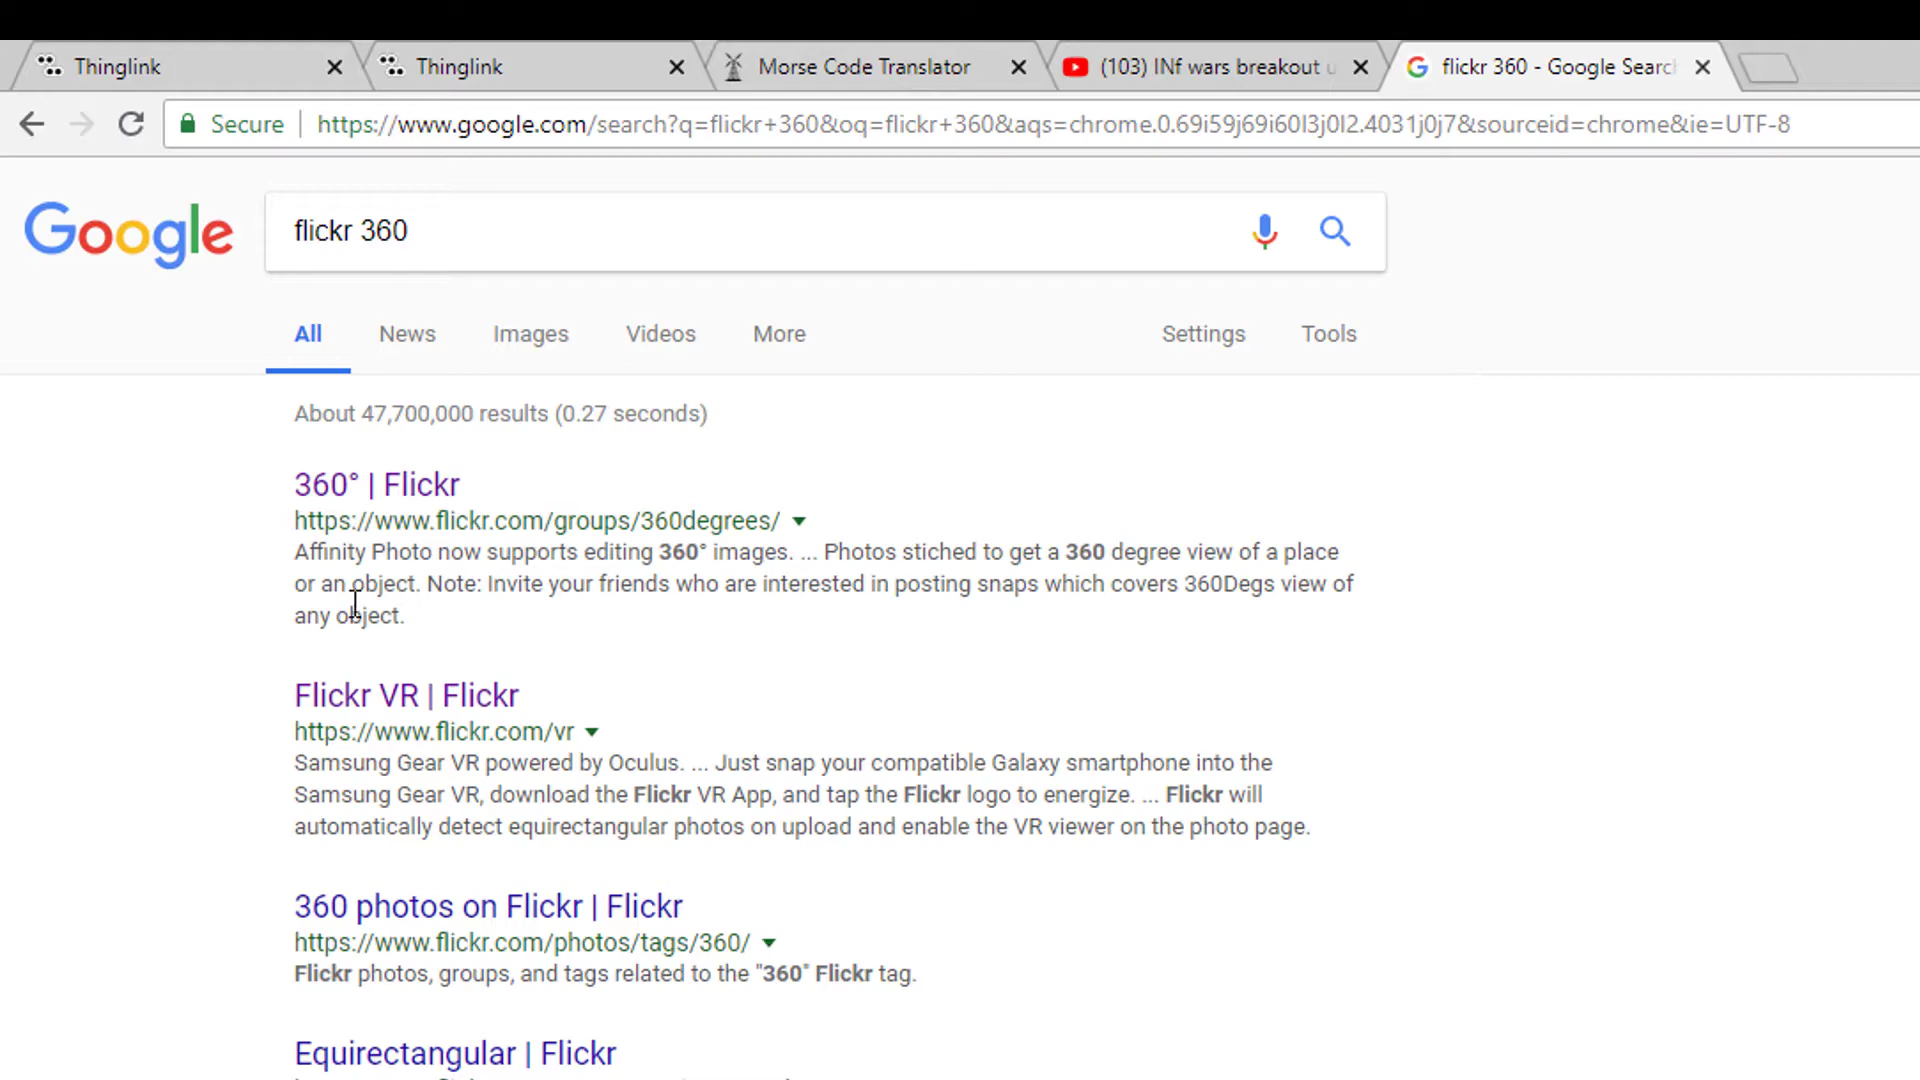 Thinglink
Thinglink
Morse Code Translator
(103) INf wars breakout
flickr 360 - Google Search
Secure
https://www.google.com/search?q=flickr+360&oq=flickr+360&aqs=chrome.0.69i59j69i60l3j0l2.4031j0j7&sourceid=chrome&ie=UTF-8
Google
flickr 360
All News Images Videos More Settings Tools
About 47,700,000 results (0.27 seconds)
360° | Flickr
https://www.flickr.com/groups/360degrees/
Affinity Photo now supports editing 360° images. ... Photos stiched to get a 360 degree view of a place
or an object. Note: Invite your friends who are interested in posting snaps which covers 360Degs view of
any object.
Flickr VR | Flickr
https://www.flickr.com/vr
Samsung Gear VR powered by Oculus. ... Just snap your compatible Galaxy smartphone into the
Samsung Gear VR, download the Flickr VR App, and tap the Flickr logo to energize. ... Flickr will
automatically detect equirectangular photos on upload and enable the VR viewer on the photo page.
360 photos on Flickr | Flickr
https://www.flickr.com/photos/tags/360/
Flickr photos, groups, and tags related to the "360" Flickr tag.
Equirectangular | Flickr